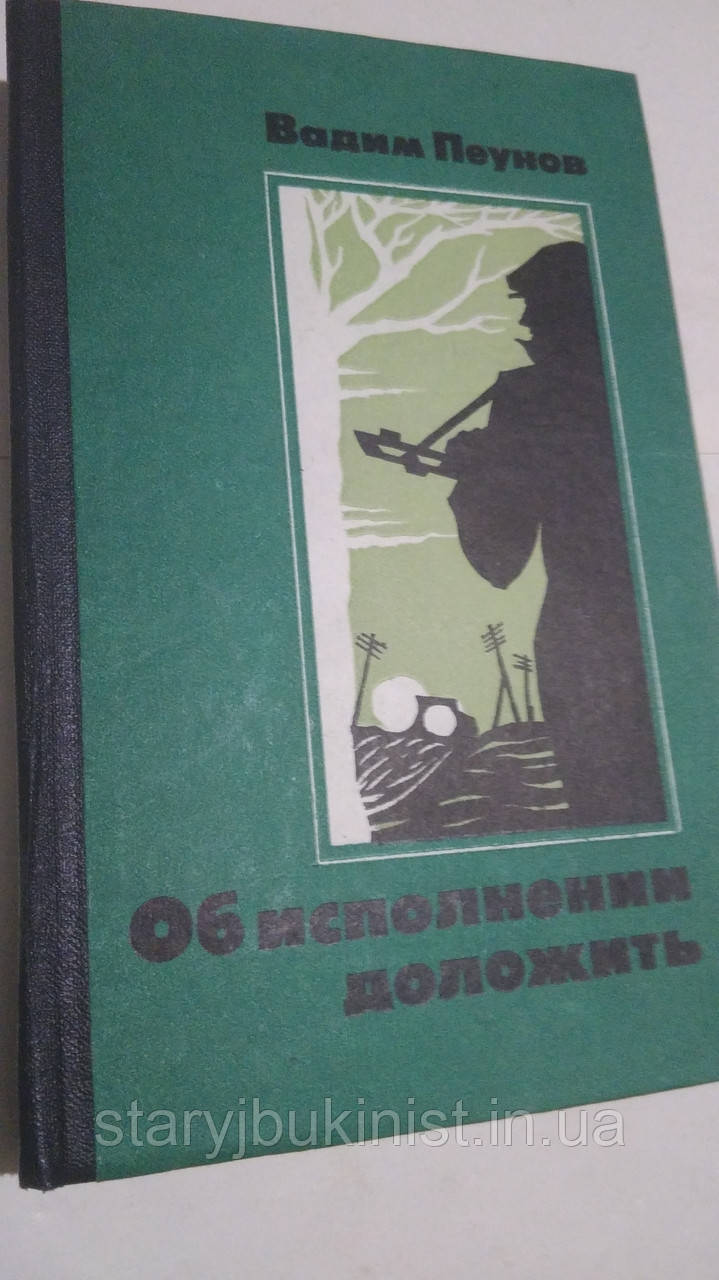 Вадим Пеунов
Об исполнении
доложить
staryjbukinist.in.ua